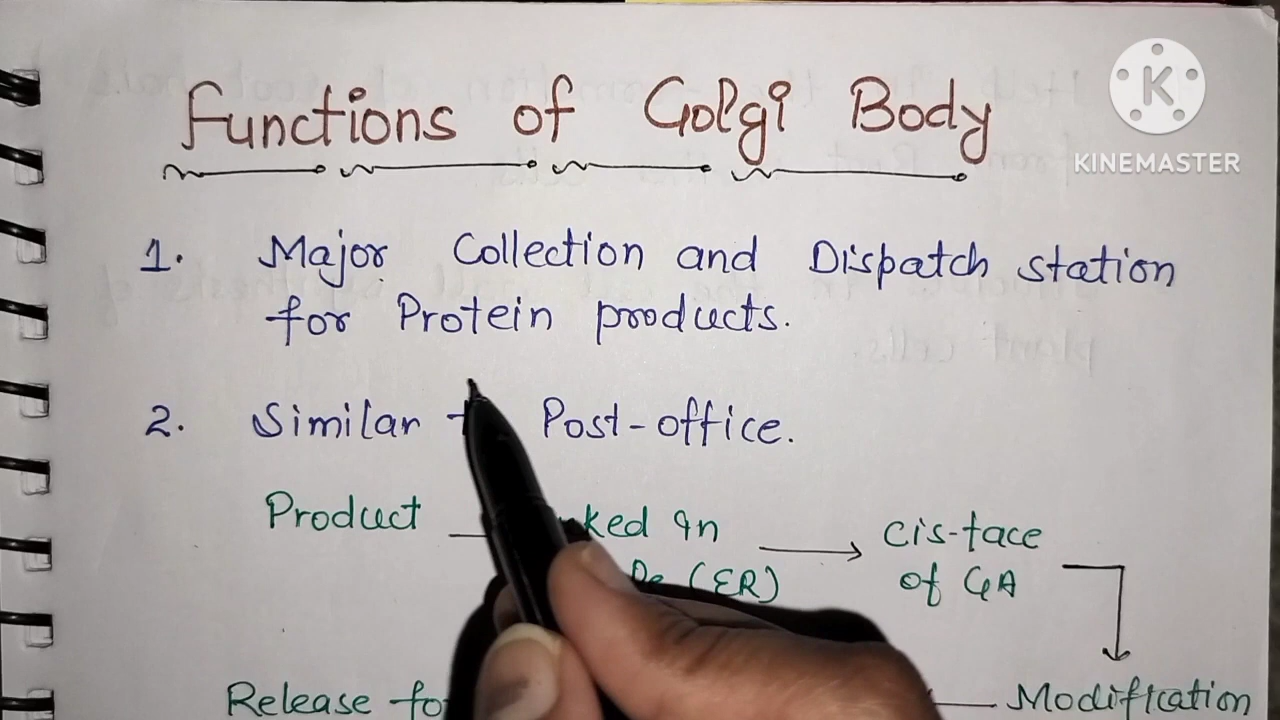 Functions of Golgi Body
KINEMASTER
1. Major Collection and Dispatch station
for Protein products.
2. Similar Post-office.
Product In cis-face
(ER) of GA
Release Modification